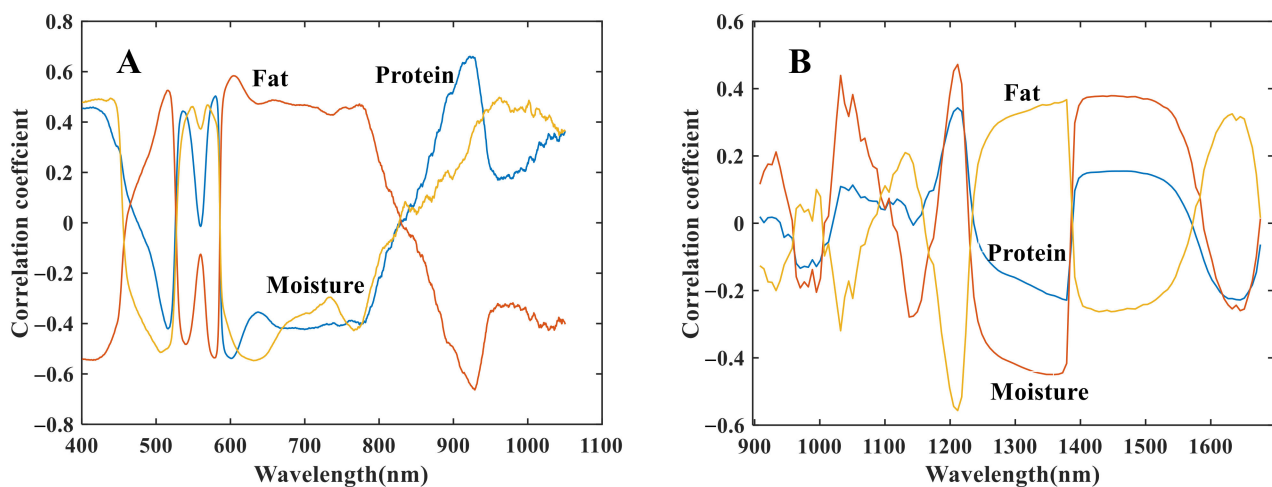 A
Fat
Protein
Moisture
Correlation coeffcient
0.8
0.6
0.4
0.2
0
−0.2
−0.4
−0.6
−0.8
400 500 600 700 800 900 1000 1100
Wavelength(nm)
B
Fat
Protein
Moisture
Correlation coeffcient
0.6
0.4
0.2
0
−0.2
−0.4
−0.6
900 1000 1100 1200 1300 1400 1500 1600
Wavelength(nm)